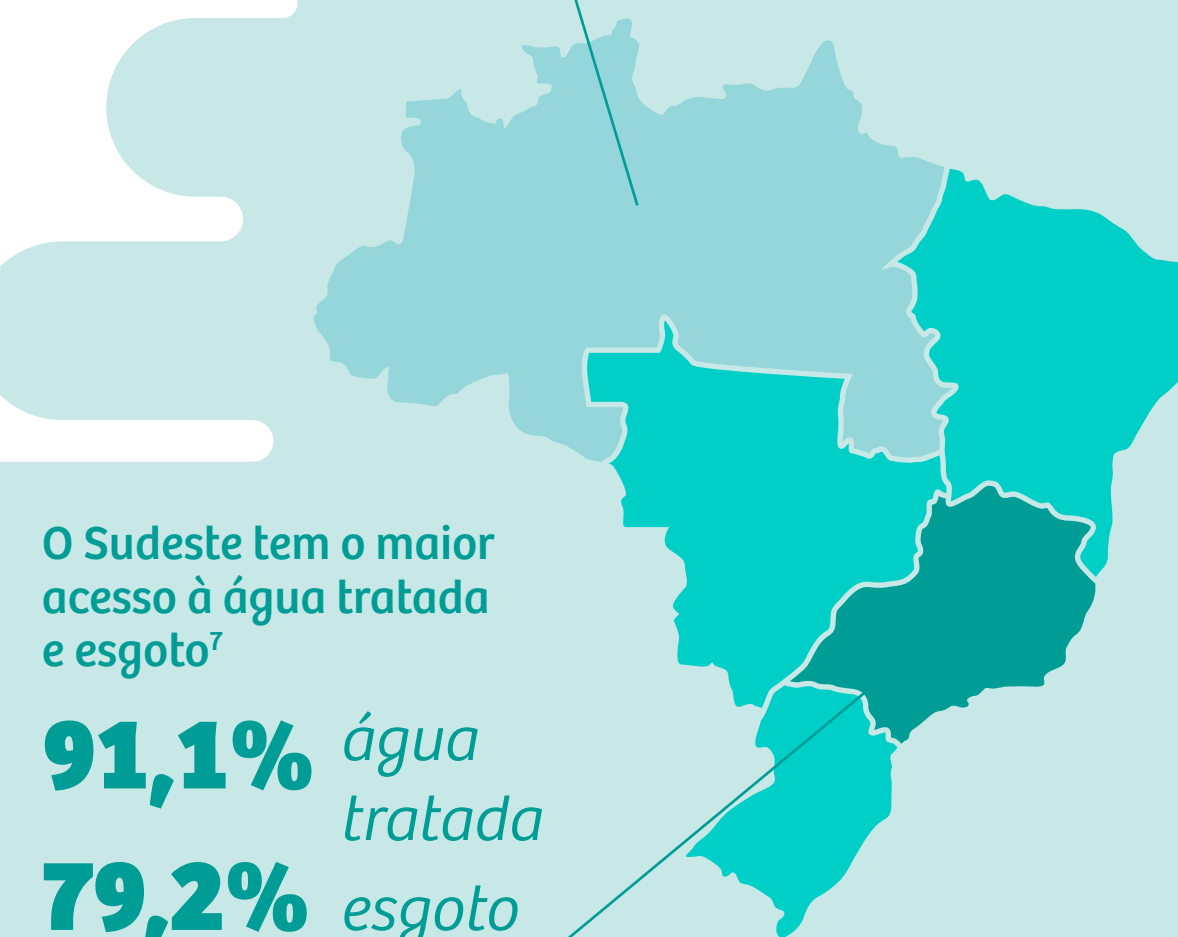 O Sudeste tem o maior
acesso à água tratada
e esgoto⁷
91,1% água
tratada
79,2% esgoto